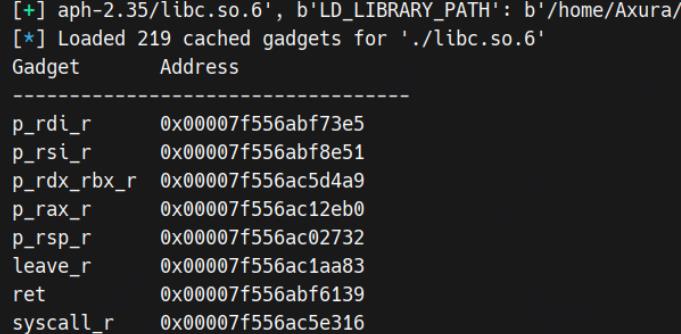 [+] aph-2.35/libc.so.6', b'LD_LIBRARY_PATH': b'/home/Axura/
[*] Loaded 219 cached gadgets for './libc.so.6'
Gadget Address
-----------------------------------
p_rdi_r 0x00007f556abf73e5
p_rsi_r 0x00007f556abf8e51
p_rdx_rbx_r 0x00007f556ac5d4a9
p_rax_r 0x00007f556ac12eb0
p_rsp_r 0x00007f556ac02732
leave_r 0x00007f556ac1aa83
ret 0x00007f556abf6139
syscall_r 0x00007f556ac5e316